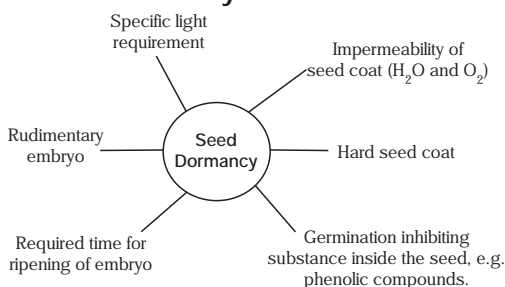 Specific light
requirement
Impermeability of
seed coat (H₂O and O₂)
Rudimentary
embryo
Seed
Dormancy
Hard seed coat
Required time for
ripening of embryo
Germination inhibiting
substance inside the seed, e.g.
phenolic compounds.